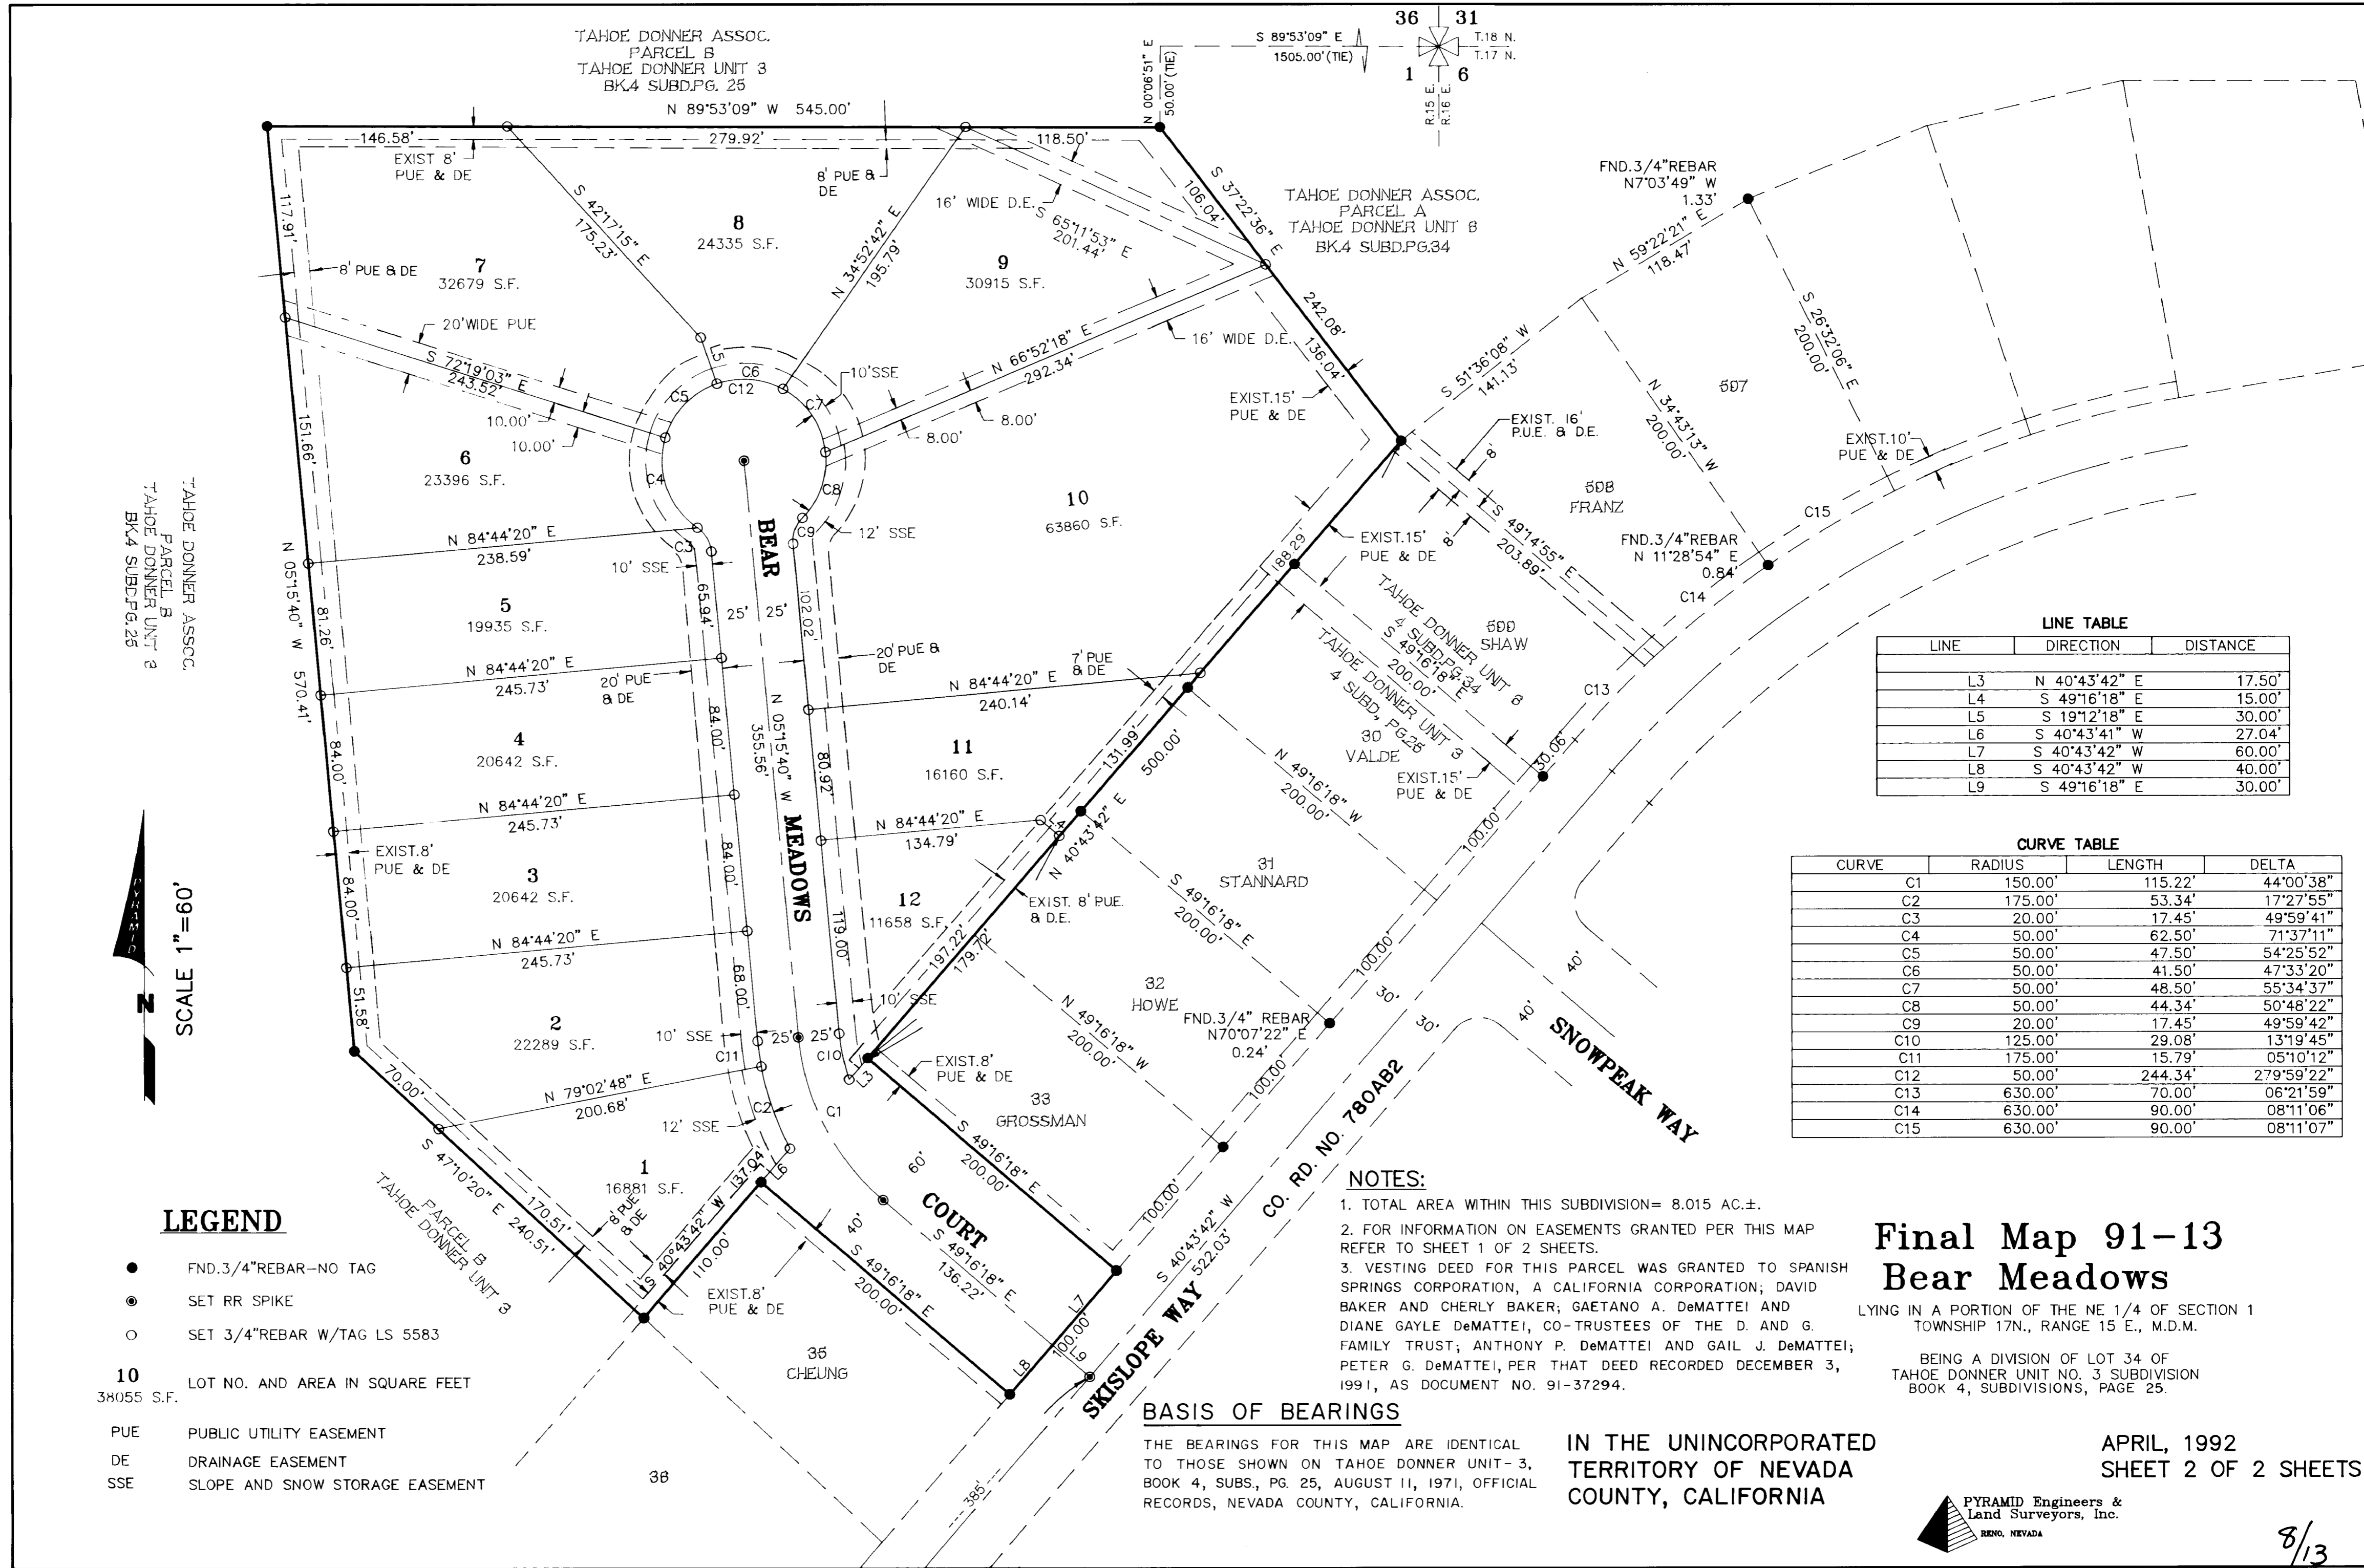 TAHOE DONNER ASSOC.
PARCEL B
TAHOE DONNER UNIT 3
BK.4 SUBD.PG. 25
N 89°53'09" W 545.00'
146.58'
279.92'
118.50'
N 00°06'51" E
50.00' (TIE)
S 89°53'09" E
1505.00' (TIE)
36 31
T.18 N.
T.17 N.
1 6
R.15 E.
R.16 E.
EXIST 8'
PUE & DE
8' PUE &
DE
16' WIDE D.E.
S 65°11'53" E
201.44'
S 37°22'36" E
106.04'
242.08'
136.04'
TAHOE DONNER ASSOC.
PARCEL A
TAHOE DONNER UNIT 8
BK.4 SUBD.PG.34
FND.3/4"REBAR
N7°03'49" W
1.33'
N 59°22'21" E
118.47'
S 51°36'08" W
141.13'
S 26°32'06" E
200.00'
N 34°43'13" W
200.00'
507
EXIST.10'
PUE & DE
EXIST. 16'
P.U.E. & D.E.
8'
8'
508
FRANZ
S 49°14'55" E
203.89'
FND.3/4"REBAR
N 11°28'54" E
0.84'
C15
C14
C13
117.91'
S 42°17'15" E
175.23'
8
24335 S.F.
N 34°52'42" E
195.79'
9
30915 S.F.
7
32679 S.F.
8' PUE & DE
20'WIDE PUE
S 72°19'03" E
243.52'
10.00'
10.00'
L5
C6
C12
C5
C7
10'SSE
N 66°52'18" E
292.34'
16' WIDE D.E.
8.00'
8.00'
EXIST.15'
PUE & DE
151.66'
6
23396 S.F.
C4
C8
C9
12' SSE
10
63860 S.F.
EXIST.15'
PUE & DE
188.29'
TAHOE DONNER ASSOC.
PARCEL B
TAHOE DONNER UNIT 3
BK.4 SUBD.PG.25
N 05°15'40" W 570.41'
N 84°44'20" E
238.59'
C3
10' SSE
BEAR
65.94'
25' 25'
102.02'
5
19935 S.F.
81.26'
N 84°44'20" E
245.73'
20' PUE
& DE
20' PUE &
DE
7' PUE
& DE
N 84°44'20" E
240.14'
TAHOE DONNER UNIT 8
4 SUBD.PG.34
S 49°16'18" E
200.00'
TAHOE DONNER UNIT 3
4 SUBD., PG.25
509
SHAW
30
VALDE
EXIST.15'
PUE & DE
30.06'
84.00'
84.00'
4
20642 S.F.
N 05°15'40" W
355.56'
11
16160 S.F.
80.92'
131.99'
500.00'
N 49°16'18" W
200.00'
N 84°44'20" E
245.73'
MEADOWS
N 84°44'20" E
134.79'
L4
N 40°43'42" E
100.00'
EXIST.8'
PUE & DE
84.00'
84.00'
3
20642 S.F.
12
11658 S.F.
119.00'
EXIST. 8' PUE.
& D.E.
31
STANNARD
S 49°16'18" E
200.00'
N 84°44'20" E
245.73'
197.22'
179.72'
100.00'
51.58'
68.00'
2
22289 S.F.
10' SSE
C11
25' 25'
10' SSE
C10
L3
EXIST.8'
PUE & DE
32
HOWE
N 49°16'18" W
200.00'
FND.3/4" REBAR
N70°07'22" E
0.24'
100.00'
30'
30'
40'
40'
SNOWPEAK WAY
70.00'
N 79°02'48" E
200.68'
C2
12' SSE
C1
33
GROSSMAN
S 49°16'18" E
200.00'
60'
COURT
40'
L6
1
16881 S.F.
S 40°43'42" W 137.04'
110.00'
8' PUE
& DE
S 47°10'20" E 240.51'
170.51'
PARCEL B
TAHOE DONNER UNIT 3
EXIST.8'
PUE & DE
S 49°16'18" E
200.00'
S 49°16'18" E
136.22'
100.00'
L7
100.00'
L9
L8
35
CHEUNG
36
385'
S 40°43'42" W
522.03'
SKISLOPE WAY CO. RD. NO. 780AB2
N
SCALE 1"=60'
PYRAMID
LEGEND
FND.3/4"REBAR-NO TAG
SET RR SPIKE
SET 3/4"REBAR W/TAG LS 5583
10
38055 S.F.
LOT NO. AND AREA IN SQUARE FEET
PUE PUBLIC UTILITY EASEMENT
DE DRAINAGE EASEMENT
SSE SLOPE AND SNOW STORAGE EASEMENT
LINE TABLE
LINE DIRECTION DISTANCE
L3 N 40°43'42" E 17.50'
L4 S 49°16'18" E 15.00'
L5 S 19°12'18" E 30.00'
L6 S 40°43'41" W 27.04'
L7 S 40°43'42" W 60.00'
L8 S 40°43'42" W 40.00'
L9 S 49°16'18" E 30.00'
CURVE TABLE
CURVE RADIUS LENGTH DELTA
C1 150.00' 115.22' 44°00'38"
C2 175.00' 53.34' 17°27'55"
C3 20.00' 17.45' 49°59'41"
C4 50.00' 62.50' 71°37'11"
C5 50.00' 47.50' 54°25'52"
C6 50.00' 41.50' 47°33'20"
C7 50.00' 48.50' 55°34'37"
C8 50.00' 44.34' 50°48'22"
C9 20.00' 17.45' 49°59'42"
C10 125.00' 29.08' 13°19'45"
C11 175.00' 15.79' 05°10'12"
C12 50.00' 244.34' 279°59'22"
C13 630.00' 70.00' 06°21'59"
C14 630.00' 90.00' 08°11'06"
C15 630.00' 90.00' 08°11'07"
NOTES:
1. TOTAL AREA WITHIN THIS SUBDIVISION= 8.015 AC.±.
2. FOR INFORMATION ON EASEMENTS GRANTED PER THIS MAP
REFER TO SHEET 1 OF 2 SHEETS.
3. VESTING DEED FOR THIS PARCEL WAS GRANTED TO SPANISH
SPRINGS CORPORATION, A CALIFORNIA CORPORATION; DAVID
BAKER AND CHERLY BAKER; GAETANO A. DeMATTEI AND
DIANE GAYLE DeMATTEI, CO-TRUSTEES OF THE D. AND G.
FAMILY TRUST; ANTHONY P. DeMATTEI AND GAIL J. DeMATTEI;
PETER G. DeMATTEI, PER THAT DEED RECORDED DECEMBER 3,
1991, AS DOCUMENT NO. 91-37294.
BASIS OF BEARINGS
THE BEARINGS FOR THIS MAP ARE IDENTICAL
TO THOSE SHOWN ON TAHOE DONNER UNIT-3,
BOOK 4, SUBS., PG. 25, AUGUST 11, 1971, OFFICIAL
RECORDS, NEVADA COUNTY, CALIFORNIA.
Final Map 91-13
Bear Meadows
LYING IN A PORTION OF THE NE 1/4 OF SECTION 1
TOWNSHIP 17N., RANGE 15 E., M.D.M.
BEING A DIVISION OF LOT 34 OF
TAHOE DONNER UNIT NO. 3 SUBDIVISION
BOOK 4, SUBDIVISIONS, PAGE 25.
IN THE UNINCORPORATED
TERRITORY OF NEVADA
COUNTY, CALIFORNIA
APRIL, 1992
SHEET 2 OF 2 SHEETS
PYRAMID Engineers &
Land Surveyors, Inc.
RENO, NEVADA
8/13